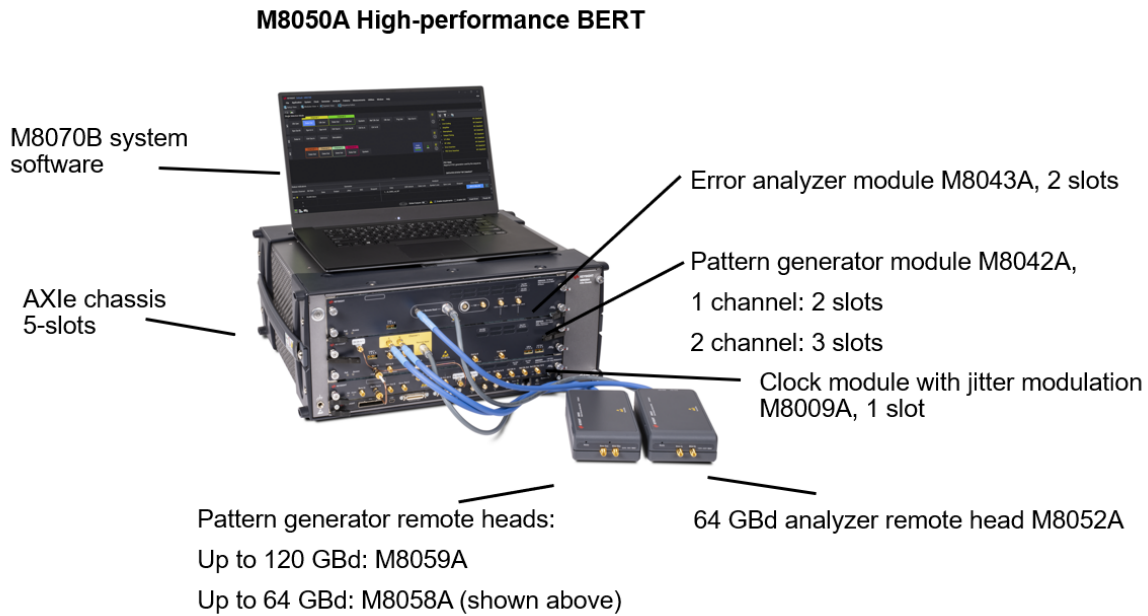 M8050A High-performance BERT
M8070B system
software
Error analyzer module M8043A, 2 slots
Pattern generator module M8042A,
1 channel: 2 slots
2 channel: 3 slots
AXIe chassis
5-slots
Clock module with jitter modulation
M8009A, 1 slot
Pattern generator remote heads:
Up to 120 GBd: M8059A
Up to 64 GBd: M8058A (shown above)
64 GBd analyzer remote head M8052A